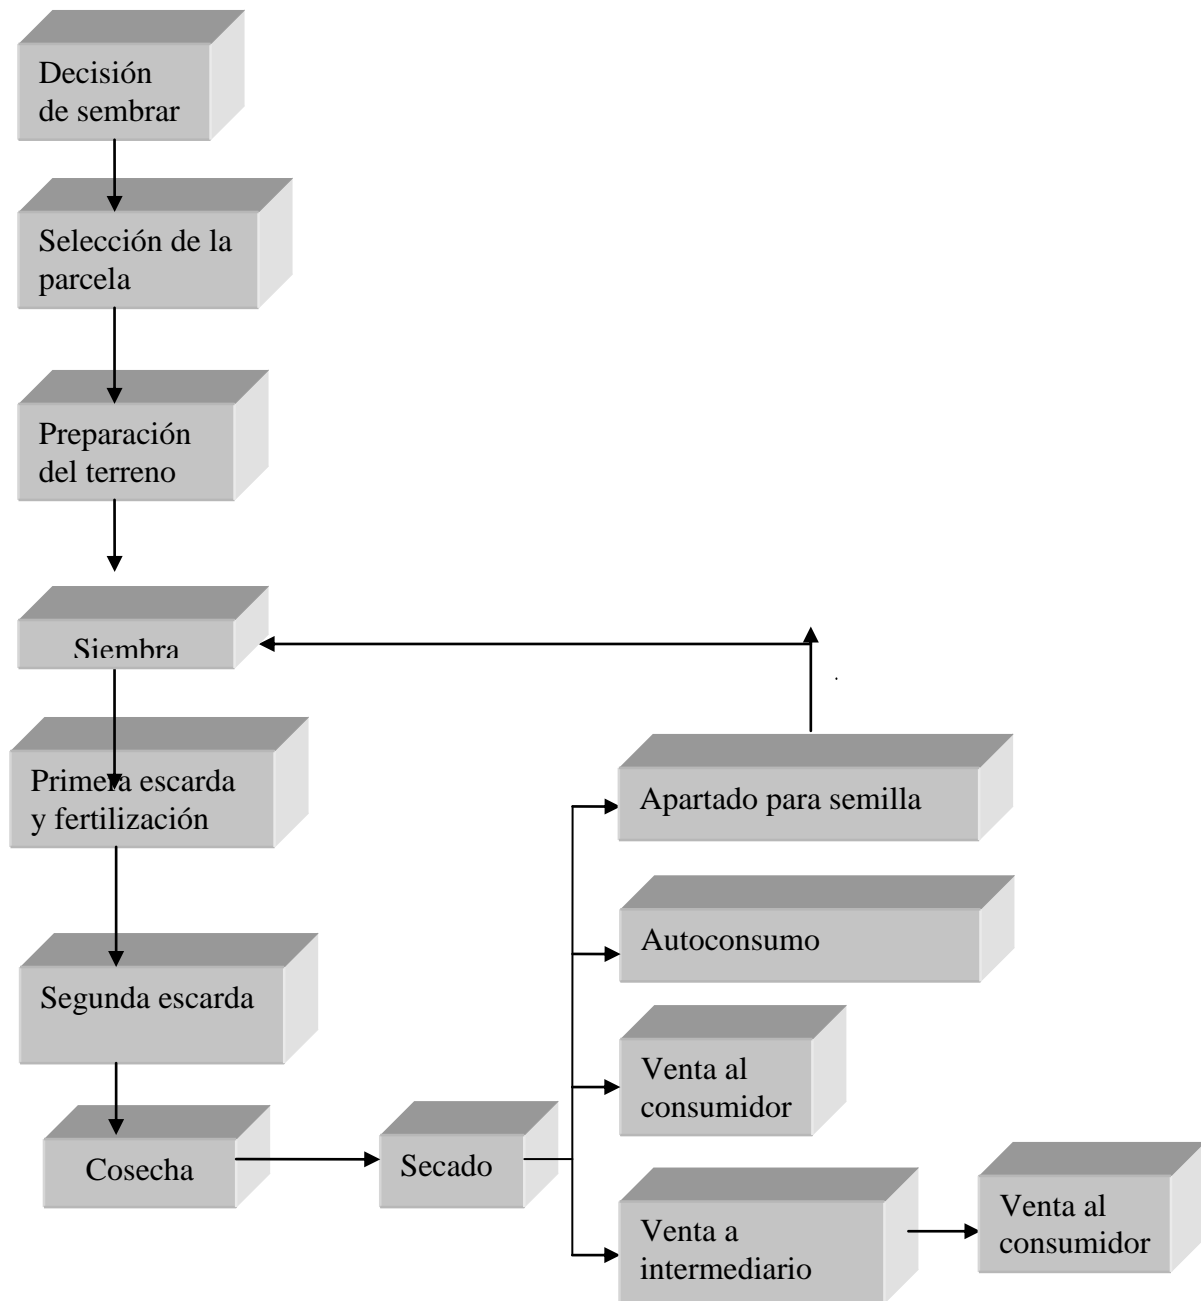 Decisión
de sembrar
Selección de la
parcela
Preparación
del terreno
Siembra
Primera escarda
y fertilización
Segunda escarda
Cosecha
Secado
Apartado para semilla
Autoconsumo
Venta al
consumidor
Venta a
intermediario
Venta al
consumidor